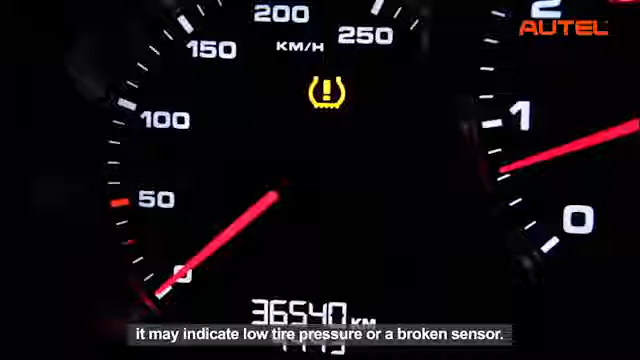 AUTEL
200
150
250
KM/H
100
50
0
2
1
0
36540 KM
it may indicate low tire pressure or a broken sensor.